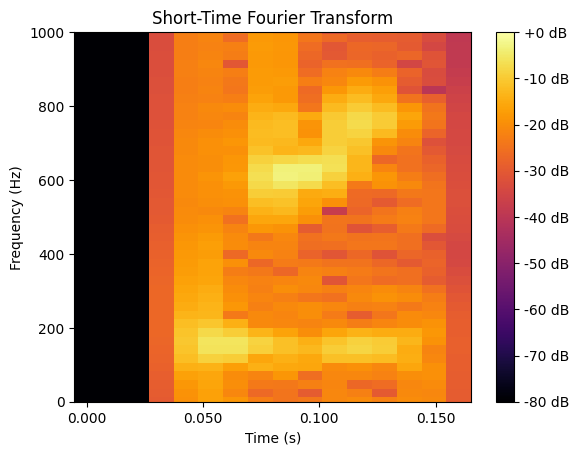 Short-Time Fourier Transform
1000
800
600
400
200
0
Frequency (Hz)
0.000
0.050
0.100
0.150
Time (s)
+0 dB
-10 dB
-20 dB
-30 dB
-40 dB
-50 dB
-60 dB
-70 dB
-80 dB